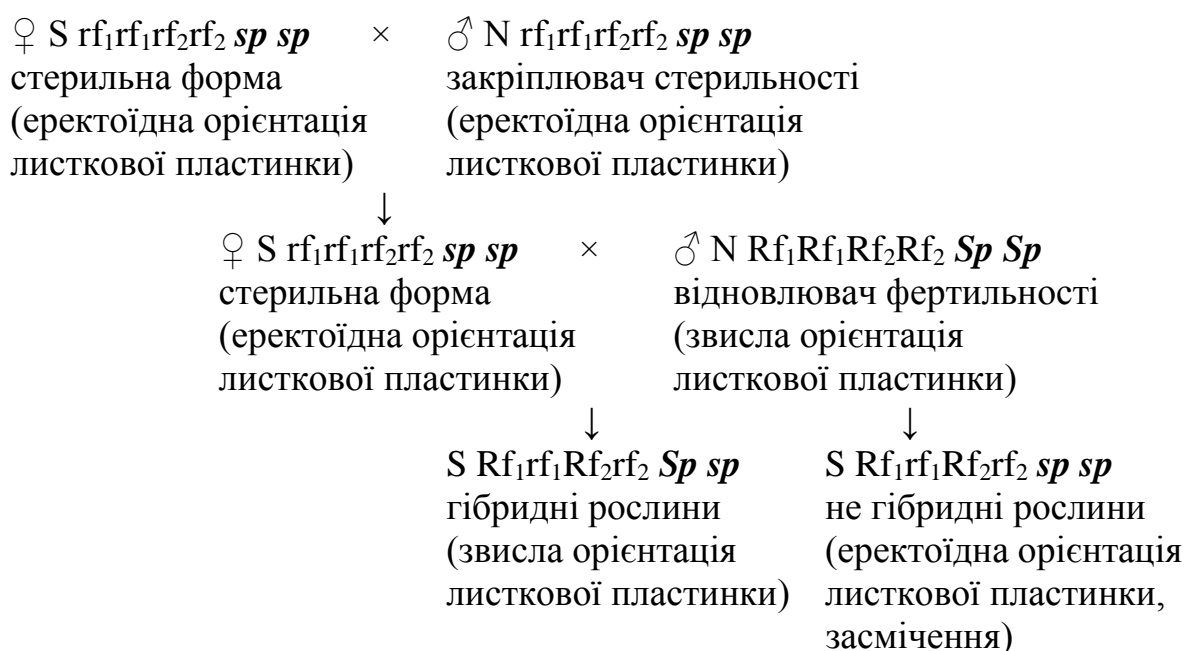 ♀ S rf₁rf₁rf₂rf₂ sp sp × ♂ N rf₁rf₁rf₂rf₂ sp sp
стерильна форма закріплювач стерильності
(еректоїдна орієнтація (еректоїдна орієнтація
листкової пластинки) листкової пластинки)
↓
♀ S rf₁rf₁rf₂rf₂ sp sp × ♂ N Rf₁Rf₁Rf₂Rf₂ Sp Sp
стерильна форма відновлювач фертильності
(еректоїдна орієнтація (звисла орієнтація
листкової пластинки) листкової пластинки)
↓ ↓
S Rf₁rf₁Rf₂rf₂ Sp sp S Rf₁rf₁Rf₂rf₂ sp sp
гібридні рослини не гібридні рослини
(звисла орієнтація (еректоїдна орієнтація
листкової пластинки) листкової пластинки,
засмічення)